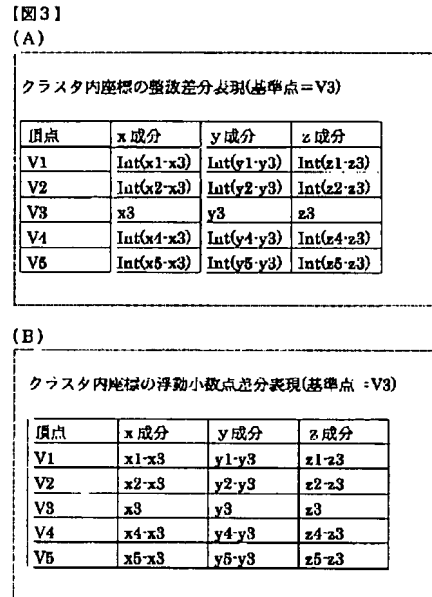 【図3】
(A)
クラスタ内座標の整数差分表現(基準点=V3)
頂点 x成分 y成分 z成分
V1 Int(x1-x3) Int(y1-y3) Int(z1-z3)
V2 Int(x2-x3) Int(y2-y3) Int(z2-z3)
V3 x3 y3 z3
V4 Int(x4-x3) Int(y4-y3) Int(z4-z3)
V5 Int(x5-x3) Int(y5-y3) Int(z5-z3)
(B)
クラスタ内座標の浮動小数点差分表現(基準点=V3)
頂点 x成分 y成分 z成分
V1 x1-x3 y1-y3 z1-z3
V2 x2-x3 y2-y3 z2-z3
V3 x3 y3 z3
V4 x4-x3 y4-y3 z4-z3
V5 x5-x3 y5-y3 z5-z3